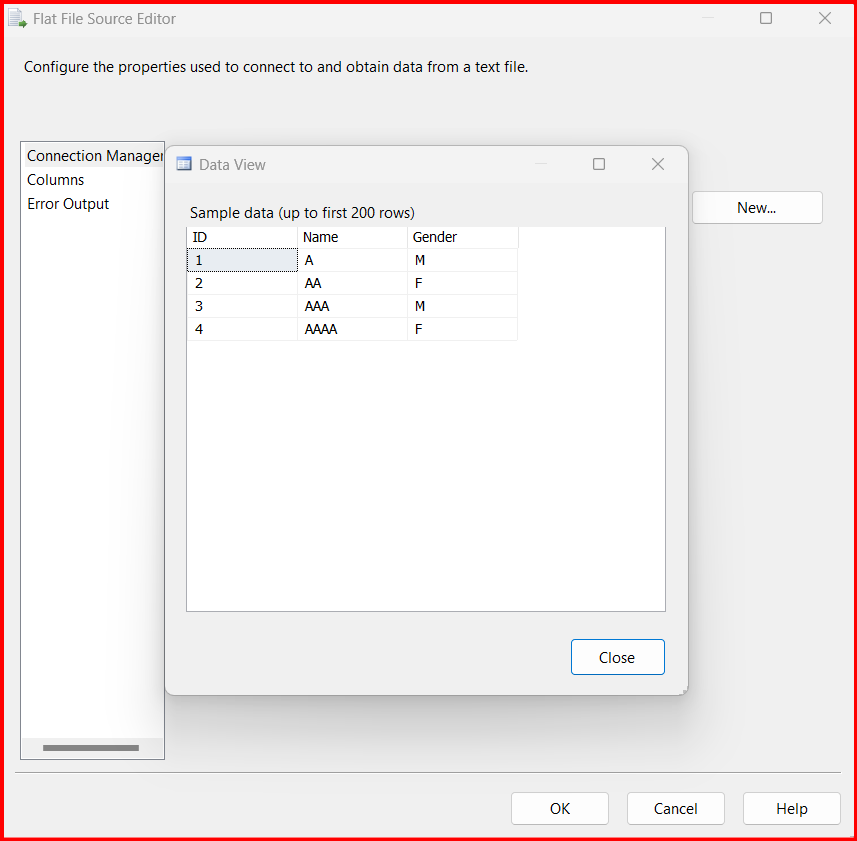 Flat File Source Editor
Configure the properties used to connect to and obtain data from a text file.
Connection Manager
Columns
Error Output
New...
Data View
Sample data (up to first 200 rows)
ID Name Gender
1 A M
2 AA F
3 AAA M
4 AAAA F
Close
OK Cancel Help